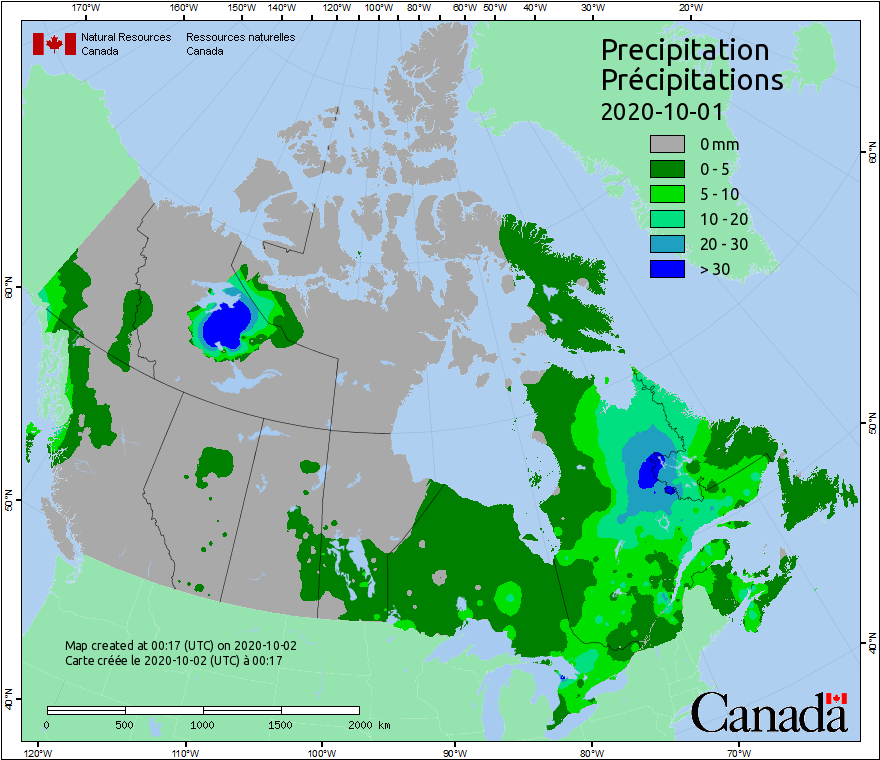 170°W 160°W 150°W 140°W 120°W 100°W 80°W 60°W 50°W 40°W 30°W 20°W
Natural Resources Ressources naturelles
Canada Canada
Precipitation
Précipitations
2020-10-01
0 mm
0 - 5
5 - 10
10 - 20
20 - 30
> 30
60°N
60°N
50°N
50°N
40°N
40°N
Map created at 00:17 (UTC) on 2020-10-02
Carte créée le 2020-10-02 (UTC) à 00:17
0 500 1000 1500 2000 km
Canada
120°W 110°W 100°W 90°W 80°W 70°W